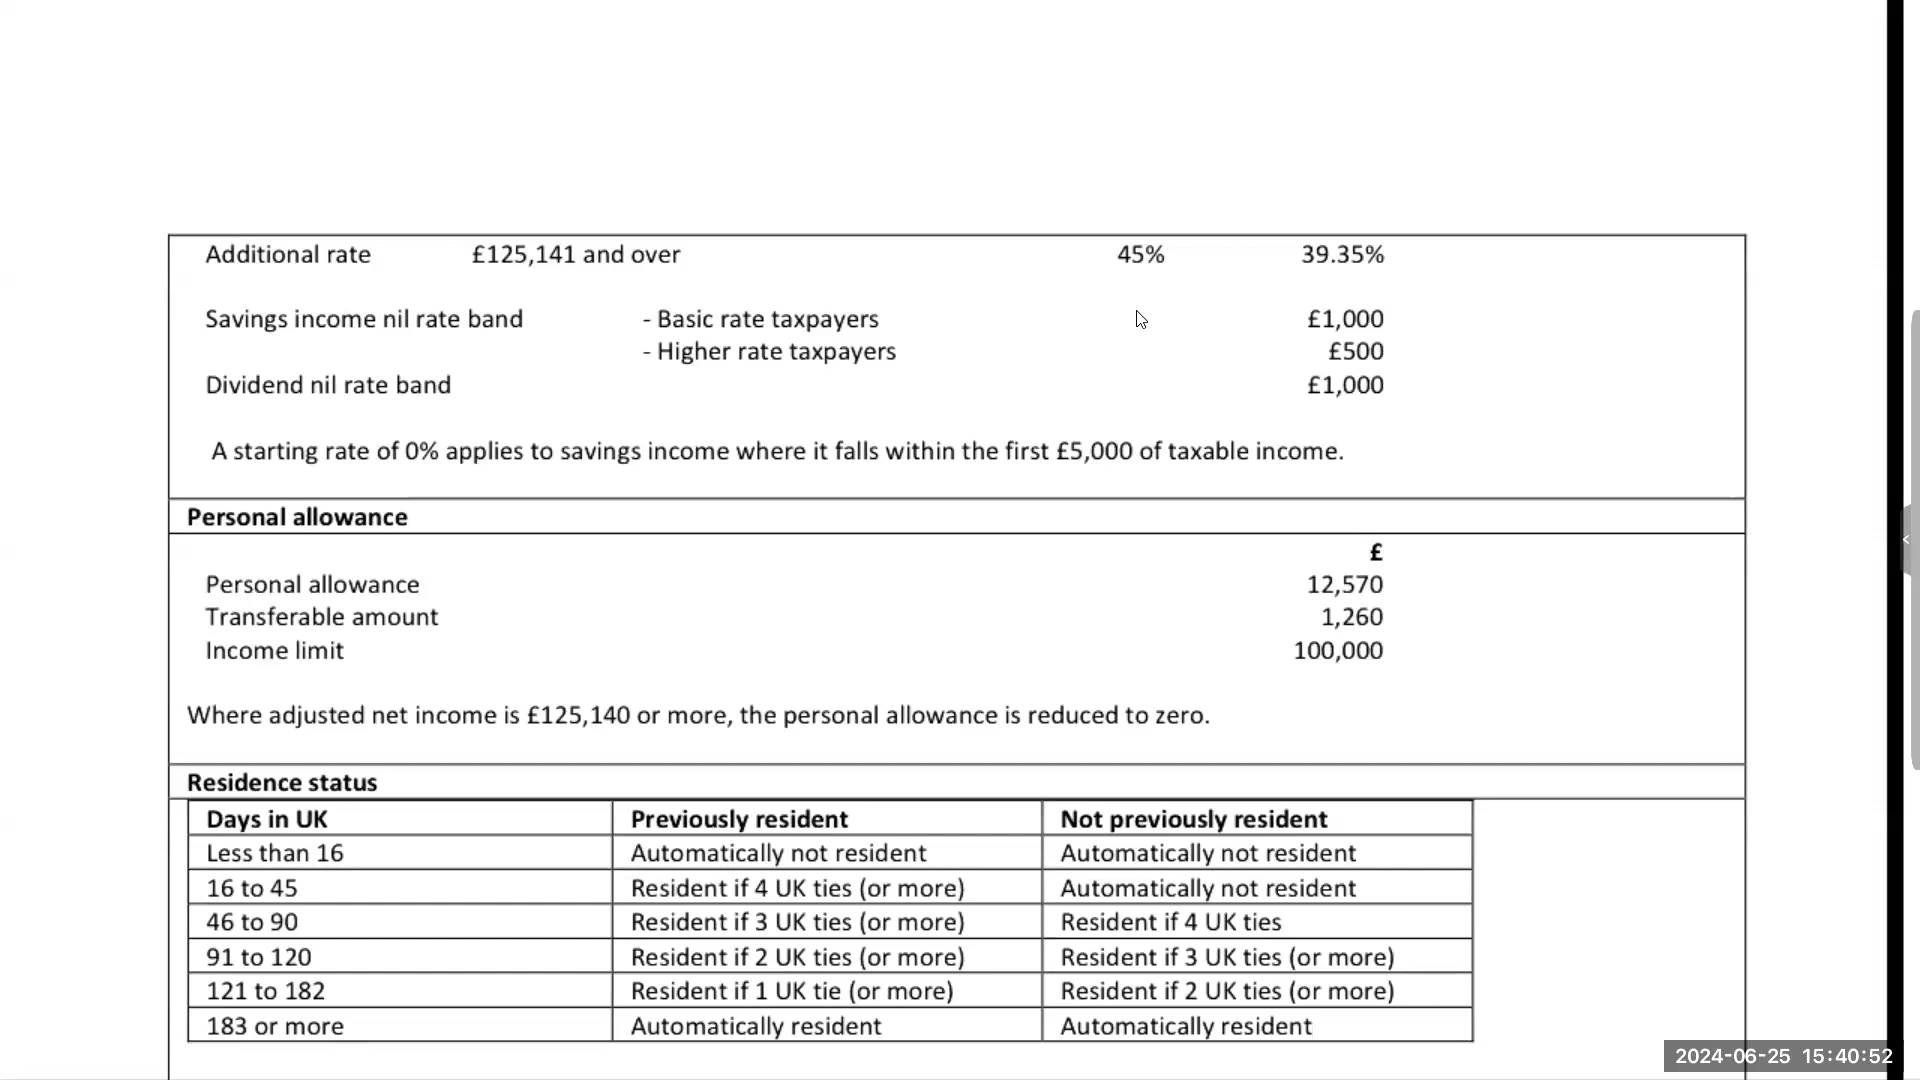 Additional rate £125,141 and over 45% 39.35%
Savings income nil rate band - Basic rate taxpayers £1,000
- Higher rate taxpayers £500
Dividend nil rate band £1,000
A starting rate of 0% applies to savings income where it falls within the first £5,000 of taxable income.
Personal allowance
£
Personal allowance 12,570
Transferable amount 1,260
Income limit 100,000
Where adjusted net income is £125,140 or more, the personal allowance is reduced to zero.
Residence status
Days in UK Previously resident Not previously resident
Less than 16 Automatically not resident Automatically not resident
16 to 45 Resident if 4 UK ties (or more) Automatically not resident
46 to 90 Resident if 3 UK ties (or more) Resident if 4 UK ties
91 to 120 Resident if 2 UK ties (or more) Resident if 3 UK ties (or more)
121 to 182 Resident if 1 UK tie (or more) Resident if 2 UK ties (or more)
183 or more Automatically resident Automatically resident
2024-06-25 15:40:52